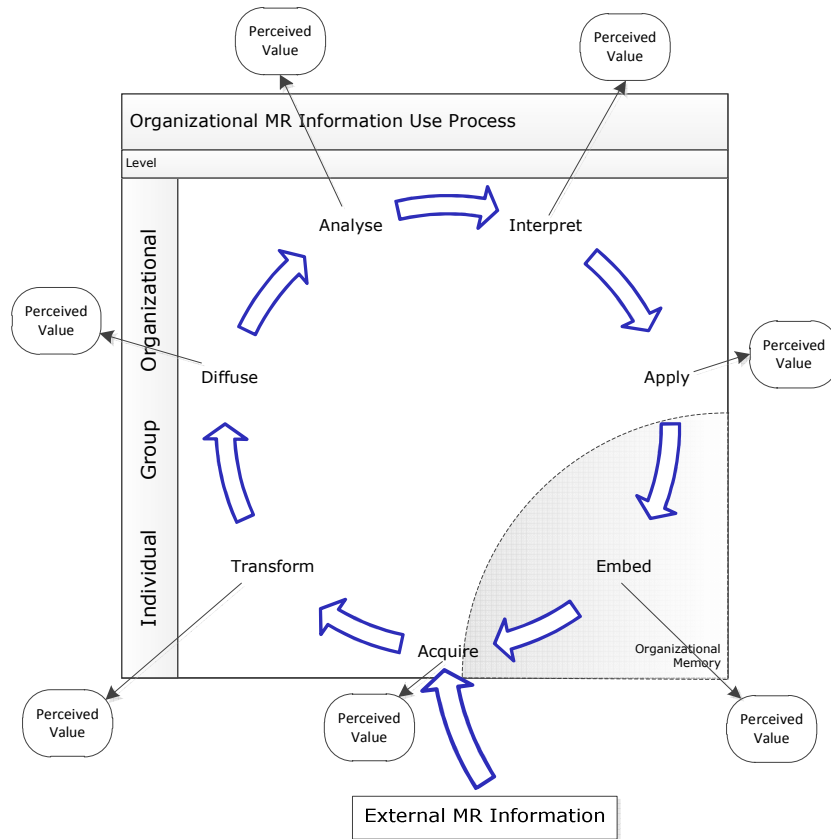 Perceived
Value
Perceived
Value
Organizational MR Information Use Process
Level
Organizational
Group
Individual
Analyse
Interpret
Perceived
Value
Diffuse
Apply
Perceived
Value
Transform
Embed
Acquire
Organizational
Memory
Perceived
Value
Perceived
Value
Perceived
Value
External MR Information